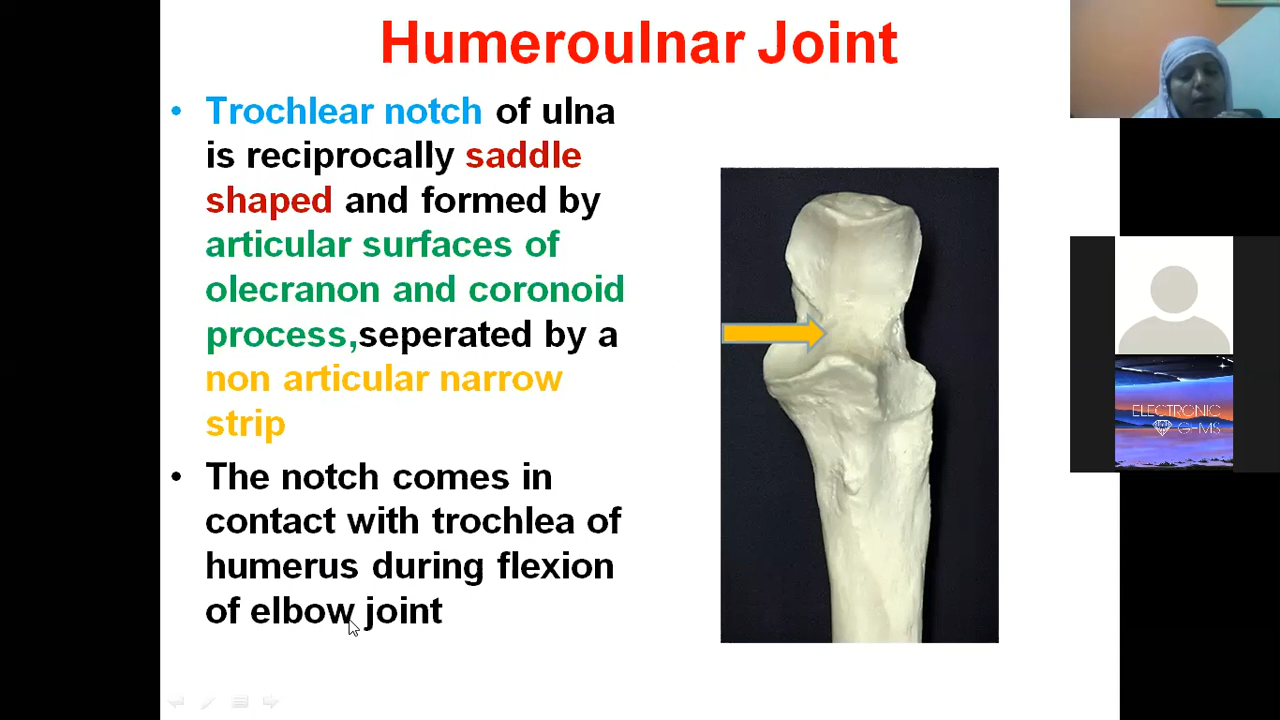 Humeroulnar Joint
• Trochlear notch of ulna
is reciprocally saddle
shaped and formed by
articular surfaces of
olecranon and coronoid
process,seperated by a
non articular narrow
strip
• The notch comes in
contact with trochlea of
humerus during flexion
of elbow joint
ELECTRONIC
GEMS